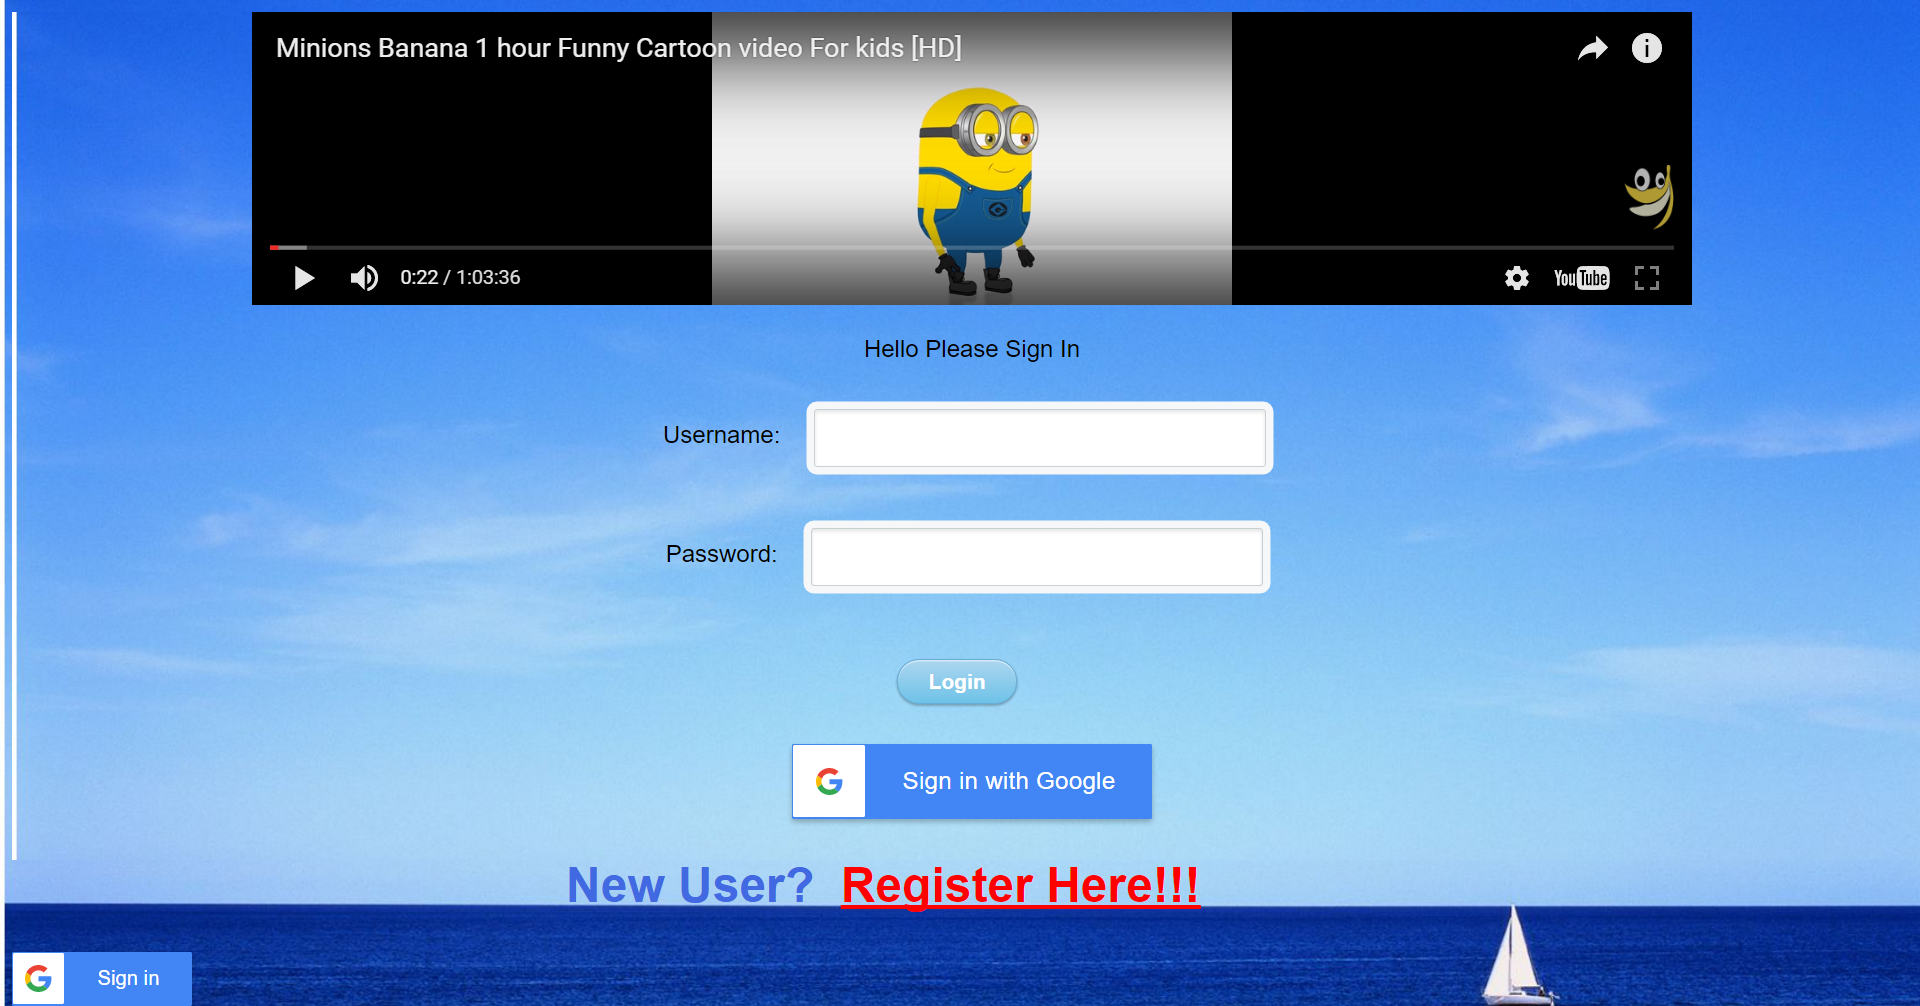 Minions Banana 1 hour Funny Cartoon video For kids [HD]
0:22 / 1:03:36
YouTube
Hello Please Sign In
Username:
Password:
Login
Sign in with Google
New User? Register Here!!!
Sign in